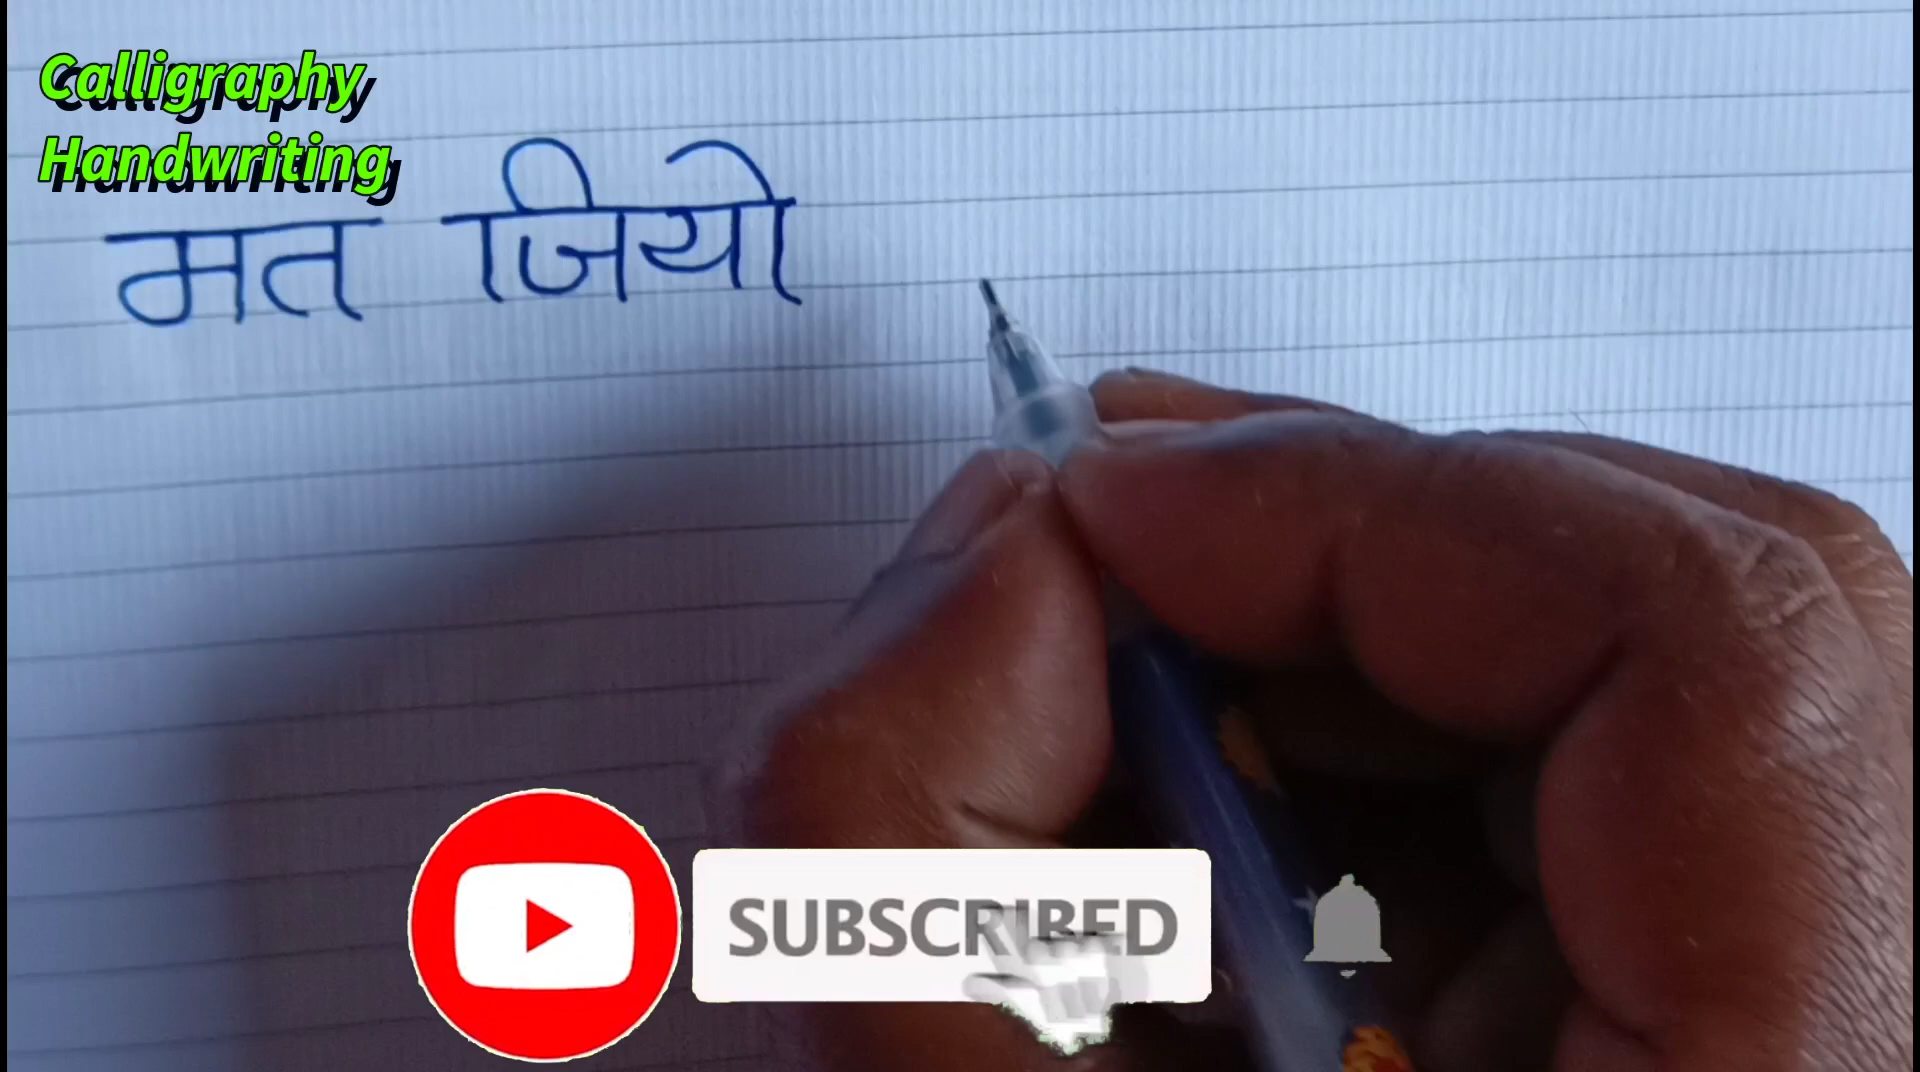 Calligraphy
Handwriting
मत जियो
SUBSCRIBED